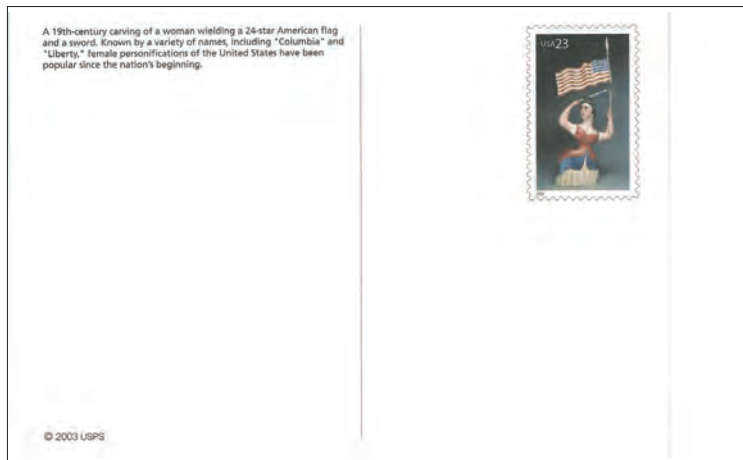 A 19th-century carving of a woman wielding a 24-star American flag
and a sword. Known by a variety of names, including "Columbia" and
"Liberty," female personifications of the United States have been
popular since the nation's beginning.
USA23
© 2003 USPS